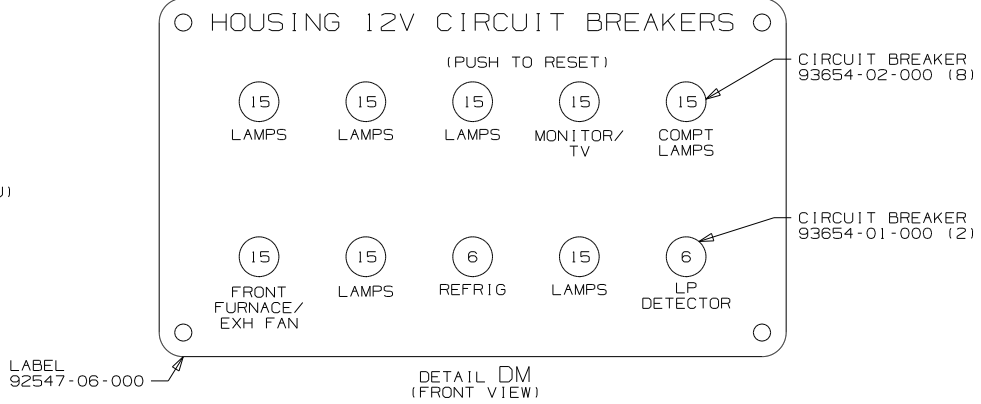 HOUSING 12V CIRCUIT BREAKERS
(PUSH TO RESET)
CIRCUIT BREAKER
93654-02-000 (8)
15 15 15 15 15
LAMPS LAMPS LAMPS MONITOR/ COMPT
TV LAMPS
CIRCUIT BREAKER
93654-01-000 (2)
15 15 6 15 6
FRONT LAMPS REFRIG LAMPS LP
FURNACE/ DETECTOR
EXH FAN
LABEL
92547-06-000
DETAIL DM
(FRONT VIEW)